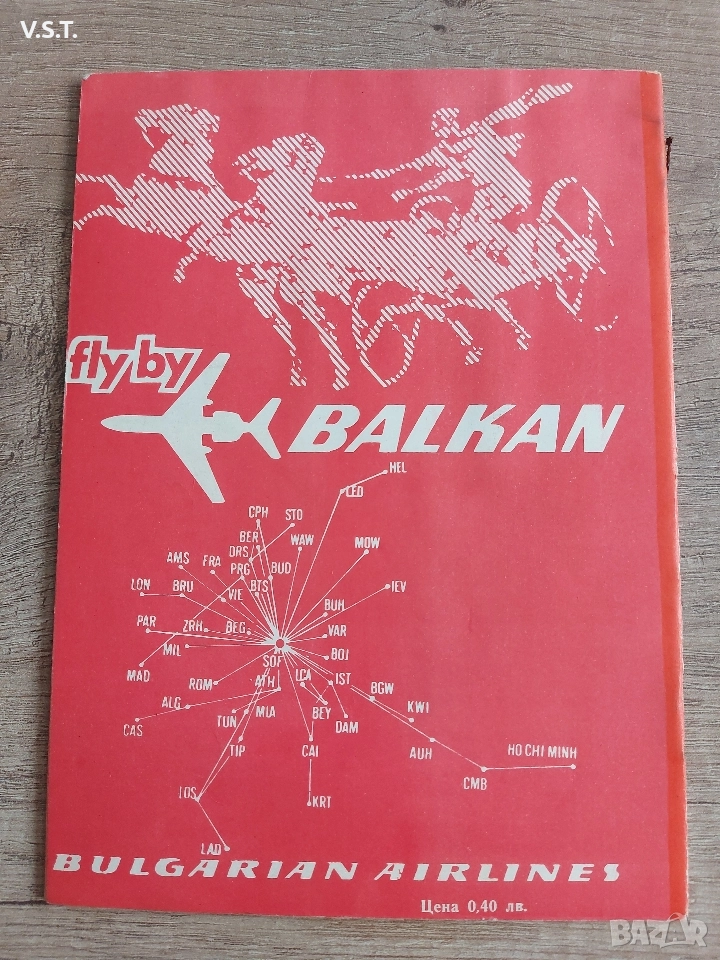 V.S.T.
fly by
BALKAN
HEL
LED
CPH
STO
BER
DRS
WAW
MOW
AMS
FRA
PRG
BUD
LON
BRU
VIE
BTS
IEV
BUH
PAR
ZRH
BEG
VAR
MIL
SOF
BOJ
MAD
ROM
ATH
LCA
IST
BGW
ALG
CAS
TUN
MLA
BEY
DAM
KWI
TIP
CAI
AUH
HO CHI MINH
CMB
LOS
KRT
LAD
BULGARIAN AIRLINES
Цена 0,40 лв.
BAZAR